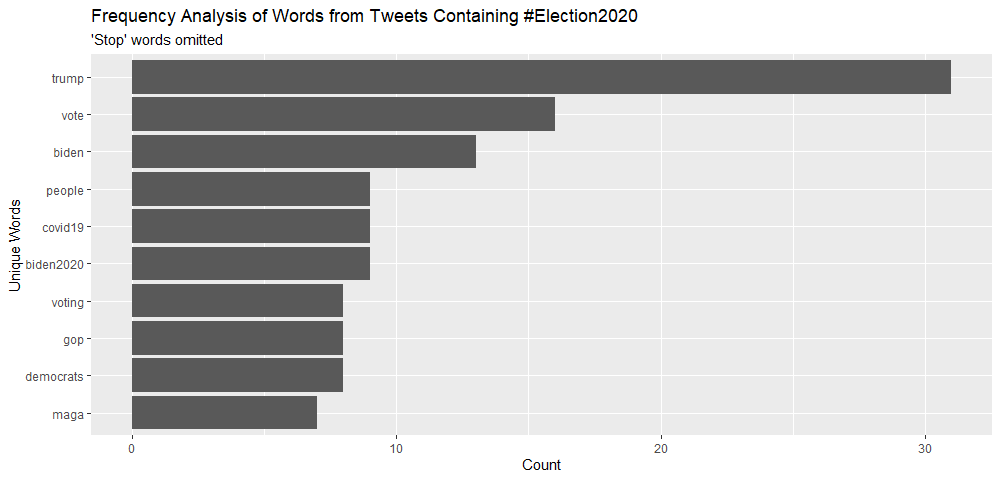 Frequency Analysis of Words from Tweets Containing #Election2020
'Stop' words omitted
Unique Words
trump
vote
biden
people
covid19
biden2020
voting
gop
democrats
maga
0 10 20 30
Count